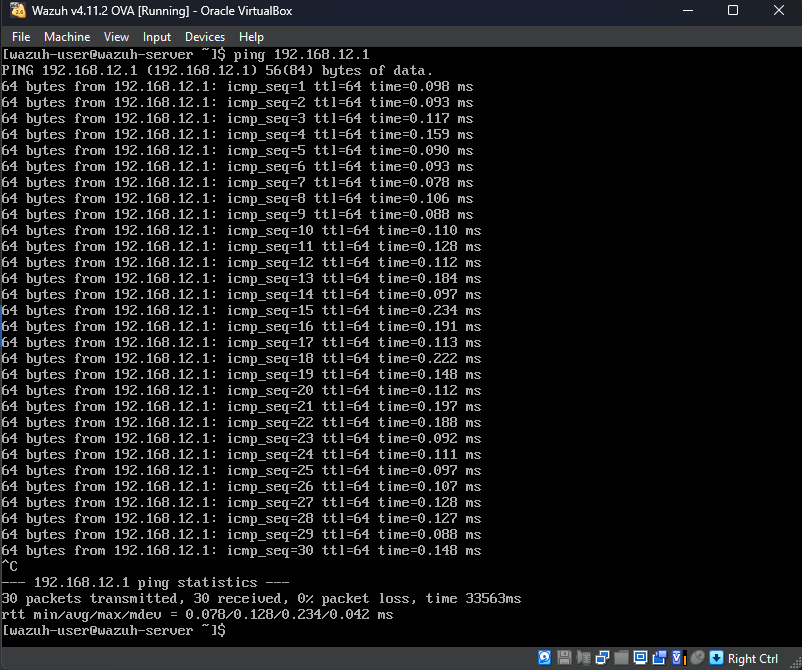 Wazuh v4.11.2 OVA [Running] - Oracle VirtualBox
File Machine View Input Devices Help
[wazuh-user@wazuh-server ~]$ ping 192.168.12.1
PING 192.168.12.1 (192.168.12.1) 56(84) bytes of data.
64 bytes from 192.168.12.1: icmp_seq=1 ttl=64 time=0.098 ms
64 bytes from 192.168.12.1: icmp_seq=2 ttl=64 time=0.093 ms
64 bytes from 192.168.12.1: icmp_seq=3 ttl=64 time=0.117 ms
64 bytes from 192.168.12.1: icmp_seq=4 ttl=64 time=0.159 ms
64 bytes from 192.168.12.1: icmp_seq=5 ttl=64 time=0.090 ms
64 bytes from 192.168.12.1: icmp_seq=6 ttl=64 time=0.093 ms
64 bytes from 192.168.12.1: icmp_seq=7 ttl=64 time=0.078 ms
64 bytes from 192.168.12.1: icmp_seq=8 ttl=64 time=0.106 ms
64 bytes from 192.168.12.1: icmp_seq=9 ttl=64 time=0.088 ms
64 bytes from 192.168.12.1: icmp_seq=10 ttl=64 time=0.110 ms
64 bytes from 192.168.12.1: icmp_seq=11 ttl=64 time=0.128 ms
64 bytes from 192.168.12.1: icmp_seq=12 ttl=64 time=0.112 ms
64 bytes from 192.168.12.1: icmp_seq=13 ttl=64 time=0.184 ms
64 bytes from 192.168.12.1: icmp_seq=14 ttl=64 time=0.097 ms
64 bytes from 192.168.12.1: icmp_seq=15 ttl=64 time=0.234 ms
64 bytes from 192.168.12.1: icmp_seq=16 ttl=64 time=0.191 ms
64 bytes from 192.168.12.1: icmp_seq=17 ttl=64 time=0.113 ms
64 bytes from 192.168.12.1: icmp_seq=18 ttl=64 time=0.222 ms
64 bytes from 192.168.12.1: icmp_seq=19 ttl=64 time=0.148 ms
64 bytes from 192.168.12.1: icmp_seq=20 ttl=64 time=0.112 ms
64 bytes from 192.168.12.1: icmp_seq=21 ttl=64 time=0.197 ms
64 bytes from 192.168.12.1: icmp_seq=22 ttl=64 time=0.188 ms
64 bytes from 192.168.12.1: icmp_seq=23 ttl=64 time=0.092 ms
64 bytes from 192.168.12.1: icmp_seq=24 ttl=64 time=0.111 ms
64 bytes from 192.168.12.1: icmp_seq=25 ttl=64 time=0.097 ms
64 bytes from 192.168.12.1: icmp_seq=26 ttl=64 time=0.107 ms
64 bytes from 192.168.12.1: icmp_seq=27 ttl=64 time=0.128 ms
64 bytes from 192.168.12.1: icmp_seq=28 ttl=64 time=0.127 ms
64 bytes from 192.168.12.1: icmp_seq=29 ttl=64 time=0.088 ms
64 bytes from 192.168.12.1: icmp_seq=30 ttl=64 time=0.148 ms
^C
--- 192.168.12.1 ping statistics ---
30 packets transmitted, 30 received, 0% packet loss, time 33563ms
rtt min/avg/max/mdev = 0.078/0.128/0.234/0.042 ms
[wazuh-user@wazuh-server ~]$
Right Ctrl